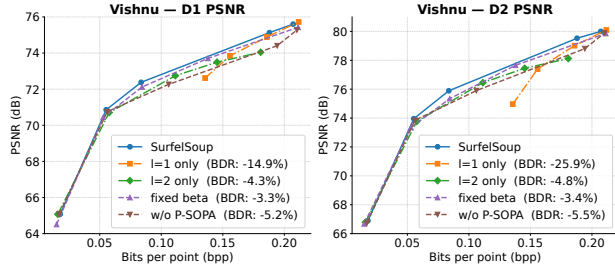 Vishnu — D1 PSNR
PSNR (dB)
76
74
72
70
68
66
64
SurfelSoup
l=1 only (BDR: -14.9%)
l=2 only (BDR: -4.3%)
fixed beta (BDR: -3.3%)
w/o P-SOPA (BDR: -5.2%)
0.05 0.10 0.15 0.20
Bits per point (bpp)
Vishnu — D2 PSNR
PSNR (dB)
80
78
76
74
72
70
68
66
SurfelSoup
l=1 only (BDR: -25.9%)
l=2 only (BDR: -4.8%)
fixed beta (BDR: -3.4%)
w/o P-SOPA (BDR: -5.5%)
0.05 0.10 0.15 0.20
Bits per point (bpp)